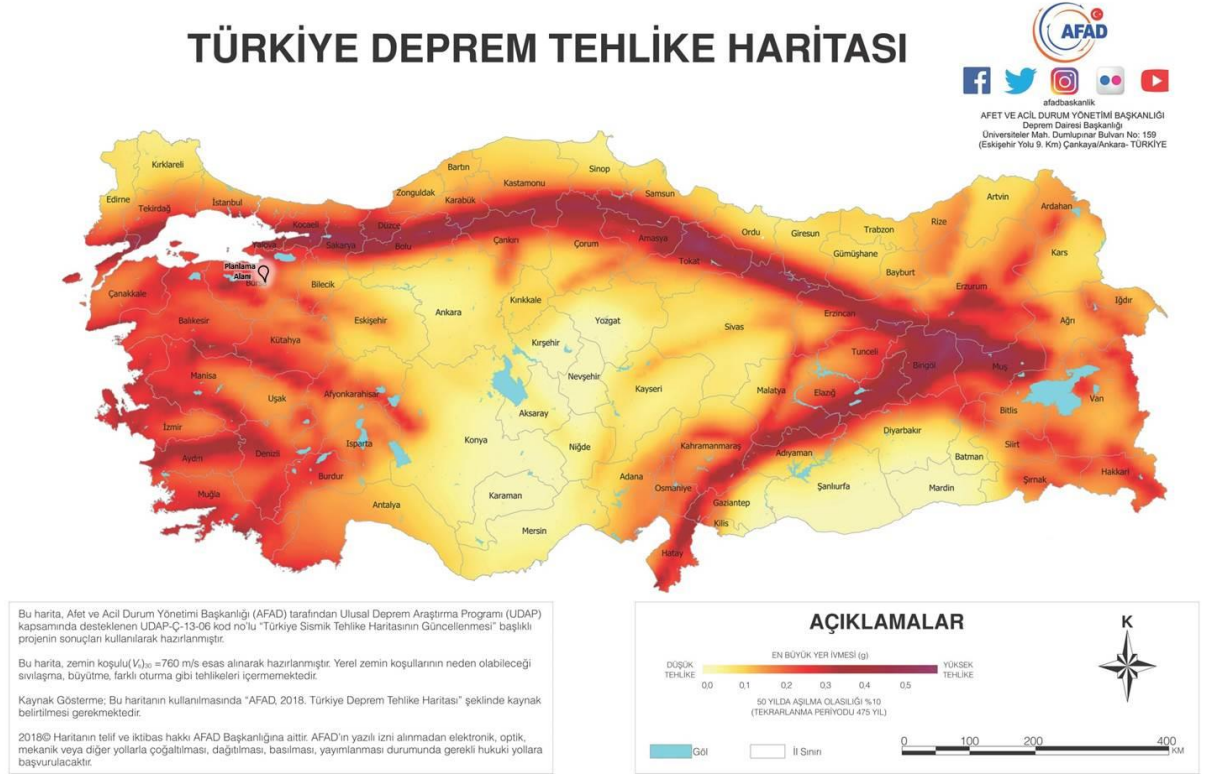 TÜRKİYE DEPREM TEHLİKE HARİTASI
AFAD
afadbaskanlik
AFET VE ACİL DURUM YÖNETİMİ BAŞKANLIĞI
Deprem Dairesi Başkanlığı
Üniversiteler Mah. Dumlupınar Bulvarı No: 159
(Eskişehir Yolu 9. Km) Çankaya/Ankara- TÜRKİYE
Kırklareli
Edirne
Tekirdağ
İstanbul
Kocaeli
Yalova
Sakarya
Düzce
Bolu
Zonguldak
Bartın
Karabük
Kastamonu
Sinop
Samsun
Çankırı
Çorum
Amasya
Tokat
Ordu
Giresun
Trabzon
Rize
Artvin
Ardahan
Gümüşhane
Bayburt
Kars
Erzurum
Iğdır
Ağrı
Erzincan
Planlama
Alanı
Bilecik
Çanakkale
Balıkesir
Kütahya
Eskişehir
Ankara
Kırıkkale
Yozgat
Sivas
Kırşehir
Tunceli
Bingöl
Muş
Manisa
Uşak
Afyonkarahisar
Nevşehir
Kayseri
Malatya
Elazığ
Van
Bitlis
İzmir
Aksaray
Konya
Isparta
Aydın
Denizli
Niğde
Kahramanmaraş
Adıyaman
Diyarbakır
Batman
Siirt
Hakkari
Şırnak
Burdur
Muğla
Antalya
Karaman
Mersin
Adana
Osmaniye
Gaziantep
Kilis
Şanlıurfa
Mardin
Hatay
Bu harita, Afet ve Acil Durum Yönetimi Başkanlığı (AFAD) tarafından Ulusal Deprem Araştırma Programı (UDAP)
kapsamında desteklenen UDAP-Ç-13-06 kod no'lu "Türkiye Sismik Tehlike Haritasının Güncellenmesi" başlıklı
projenin sonuçları kullanılarak hazırlanmıştır.
Bu harita, zemin koşulu(Vₛ)₃₀ =760 m/s esas alınarak hazırlanmıştır. Yerel zemin koşullarının neden olabileceği
sıvılaşma, büyütme, farklı oturma gibi tehlikeleri içermemektedir.
Kaynak Gösterme; Bu haritanın kullanılmasında "AFAD, 2018. Türkiye Deprem Tehlike Haritası" şeklinde kaynak
belirtilmesi gerekmektedir.
2018© Haritanın telif ve iktibas hakkı AFAD Başkanlığına aittir. AFAD'ın yazılı izni alınmadan elektronik, optik,
mekanik veya diğer yollarla çoğaltılması, dağıtılması, basılması, yayımlanması durumunda gerekli hukuki yollara
başvurulacaktır.
AÇIKLAMALAR
EN BÜYÜK YER İVMESİ (g)
DÜŞÜK
TEHLİKE
YÜKSEK
TEHLİKE
0,0 0,1 0,2 0,3 0,4 0,5
50 YILDA AŞILMA OLASILIĞI %10
(TEKRARLANMA PERİYODU 475 YIL)
Göl
İl Sınırı
K
0 100 200 400
KM